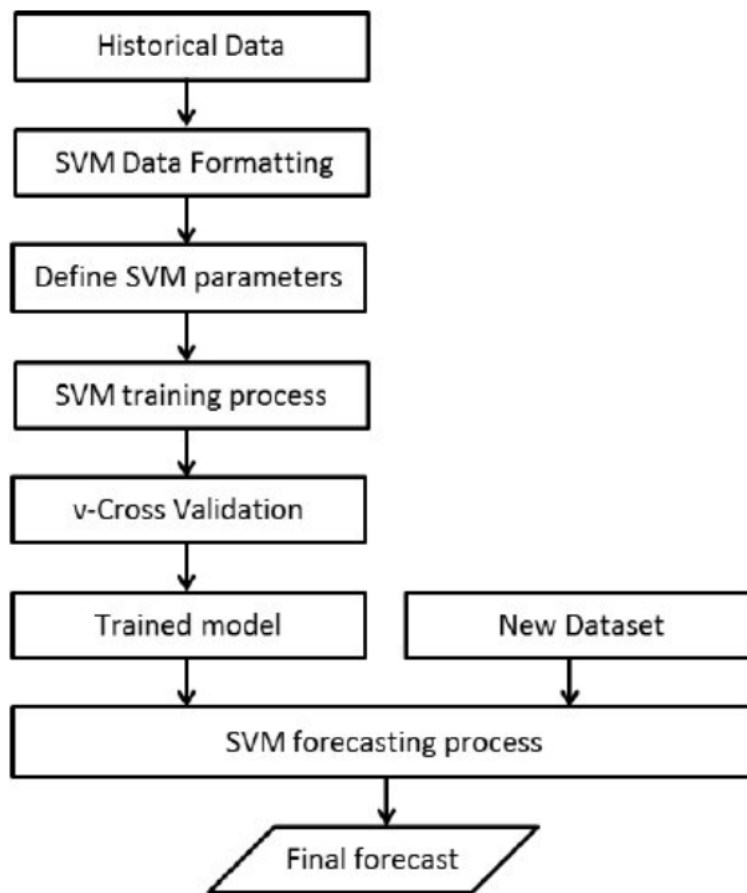 Historical Data
SVM Data Formatting
Define SVM parameters
SVM training process
v-Cross Validation
Trained model
New Dataset
SVM forecasting process
Final forecast